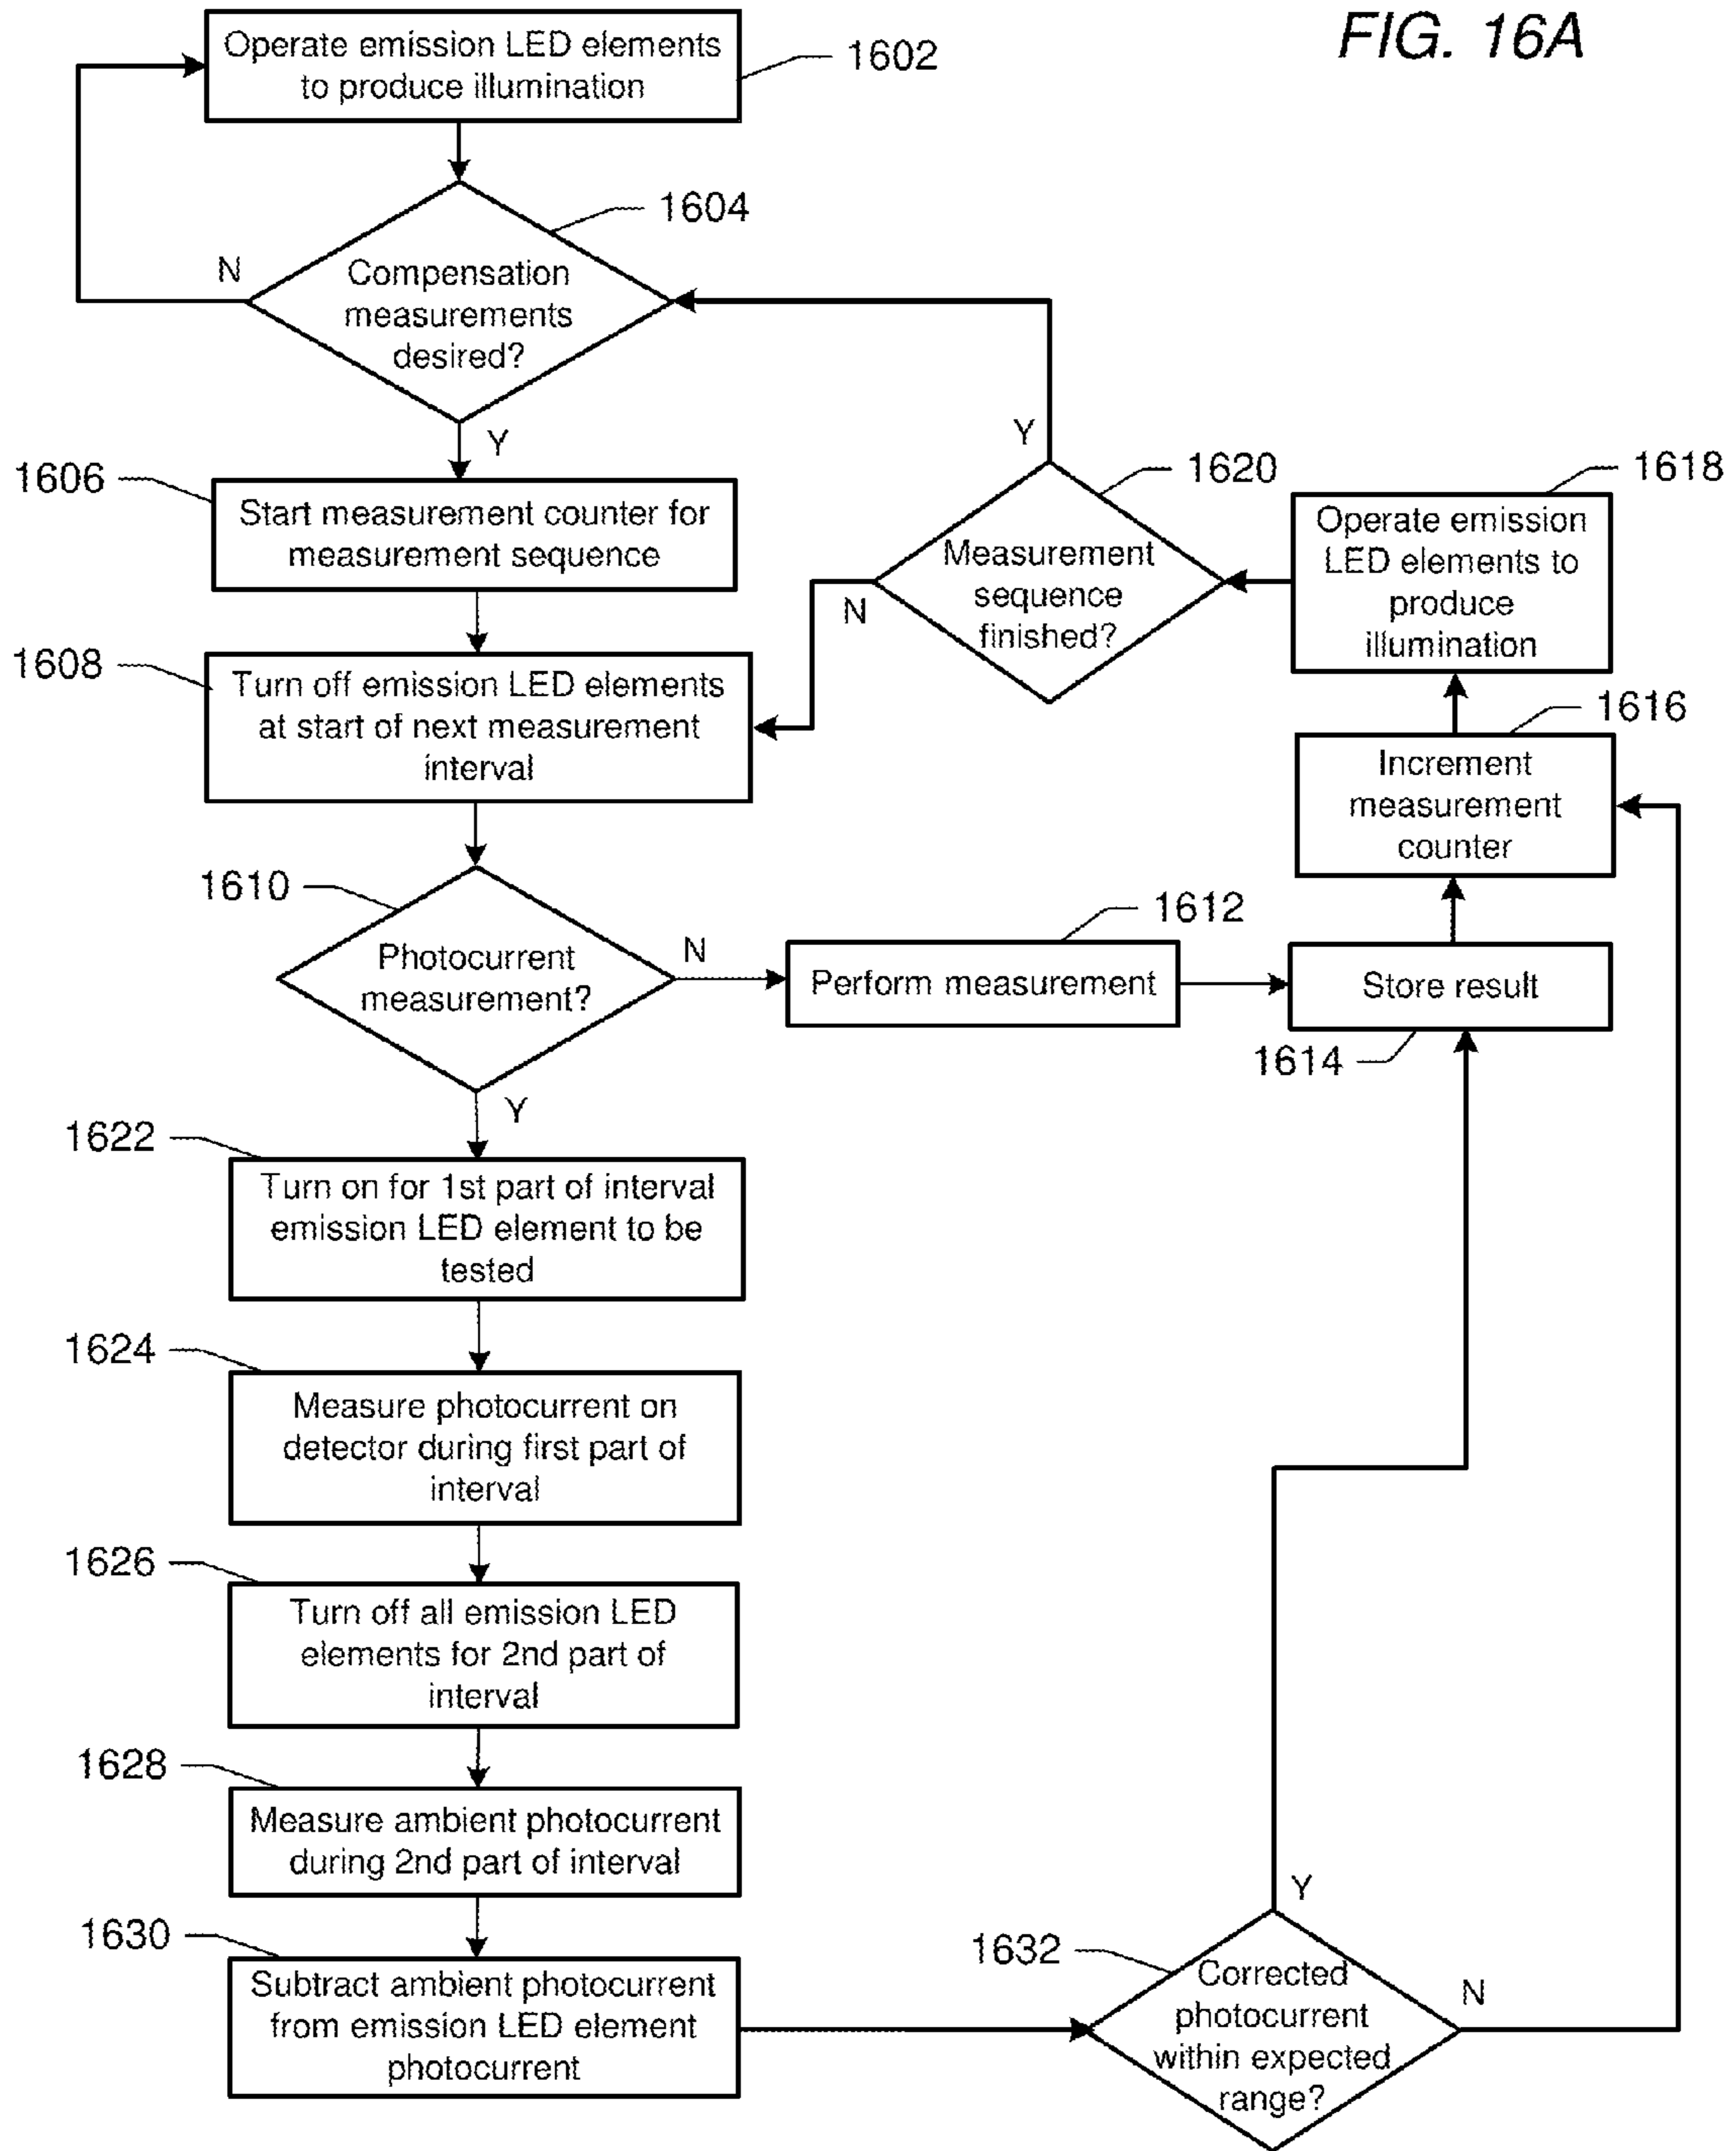 FIG. 16A
Operate emission LED elements
to produce illumination
1602
1604
Compensation
measurements
desired?
N
Y
1606
Start measurement counter for
measurement sequence
1608
Turn off emission LED elements
at start of next measurement
interval
Y
1620
Measurement
sequence
finished?
N
1618
Operate emission
LED elements to
produce
illumination
1616
Increment
measurement
counter
1610
Photocurrent
measurement?
N
Y
1612
Perform measurement
Store result
1614
1622
Turn on for 1st part of interval
emission LED element to be
tested
1624
Measure photocurrent on
detector during first part of
interval
1626
Turn off all emission LED
elements for 2nd part of
interval
1628
Measure ambient photocurrent
during 2nd part of interval
1630
Subtract ambient photocurrent
from emission LED element
photocurrent
1632
Corrected
photocurrent
within expected
range?
Y
N